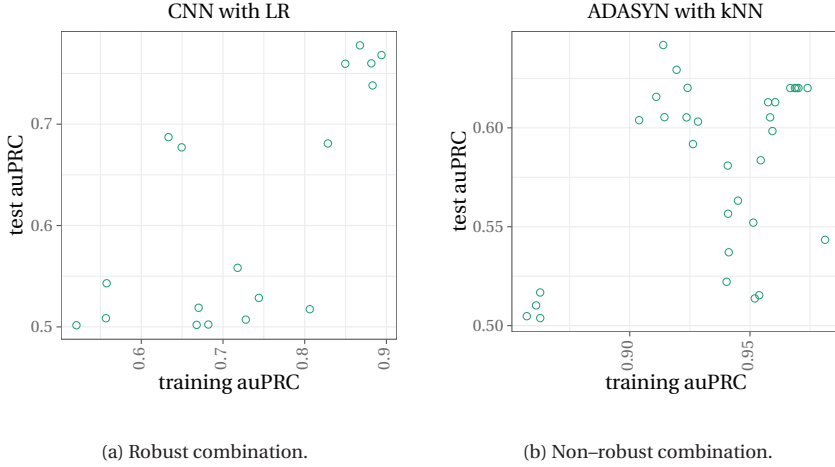 CNN with LR
0.7
0.6
0.5
test auPRC
0.6
0.7
0.8
0.9
training auPRC
(a) Robust combination.
ADASYN with kNN
0.60
0.55
0.50
test auPRC
0.90
0.95
training auPRC
(b) Non–robust combination.